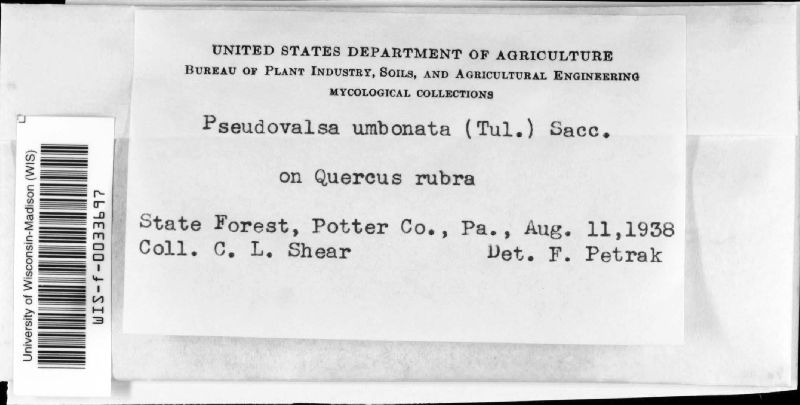 UNITED STATES DEPARTMENT OF AGRICULTURE
BUREAU OF PLANT INDUSTRY, SOILS, AND AGRICULTURAL ENGINEERING
MYCOLOGICAL COLLECTIONS
Pseudovalsa umbonata (Tul.) Sacc.
on Quercus rubra
State Forest, Potter Co., Pa., Aug. 11,1938
Coll. C. L. Shear Det. F. Petrak
University of Wisconsin-Madison (WIS)
WIS-f-0033697